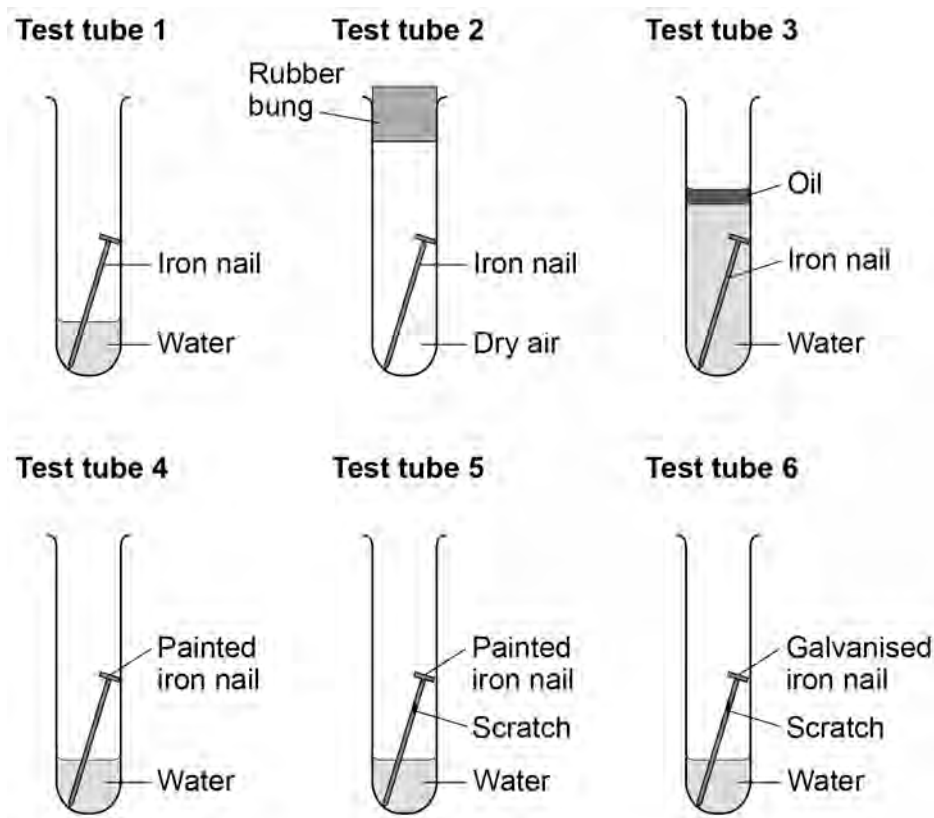 Test tube 1
Rubber
bung
Iron nail
Water
Test tube 2
Iron nail
Dry air
Test tube 3
Oil
Iron nail
Water
Test tube 4
Painted
iron nail
Water
Test tube 5
Painted
iron nail
Scratch
Water
Test tube 6
Galvanised
iron nail
Scratch
Water